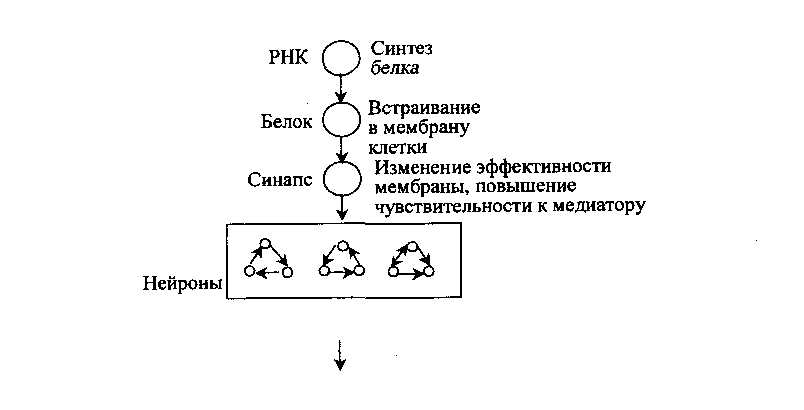 РНК
Синтез
белка
Белок
Встраивание
в мембрану
клетки
Синапс
Изменение эффективности
мембраны, повышение
чувствительности к медиатору
Нейроны